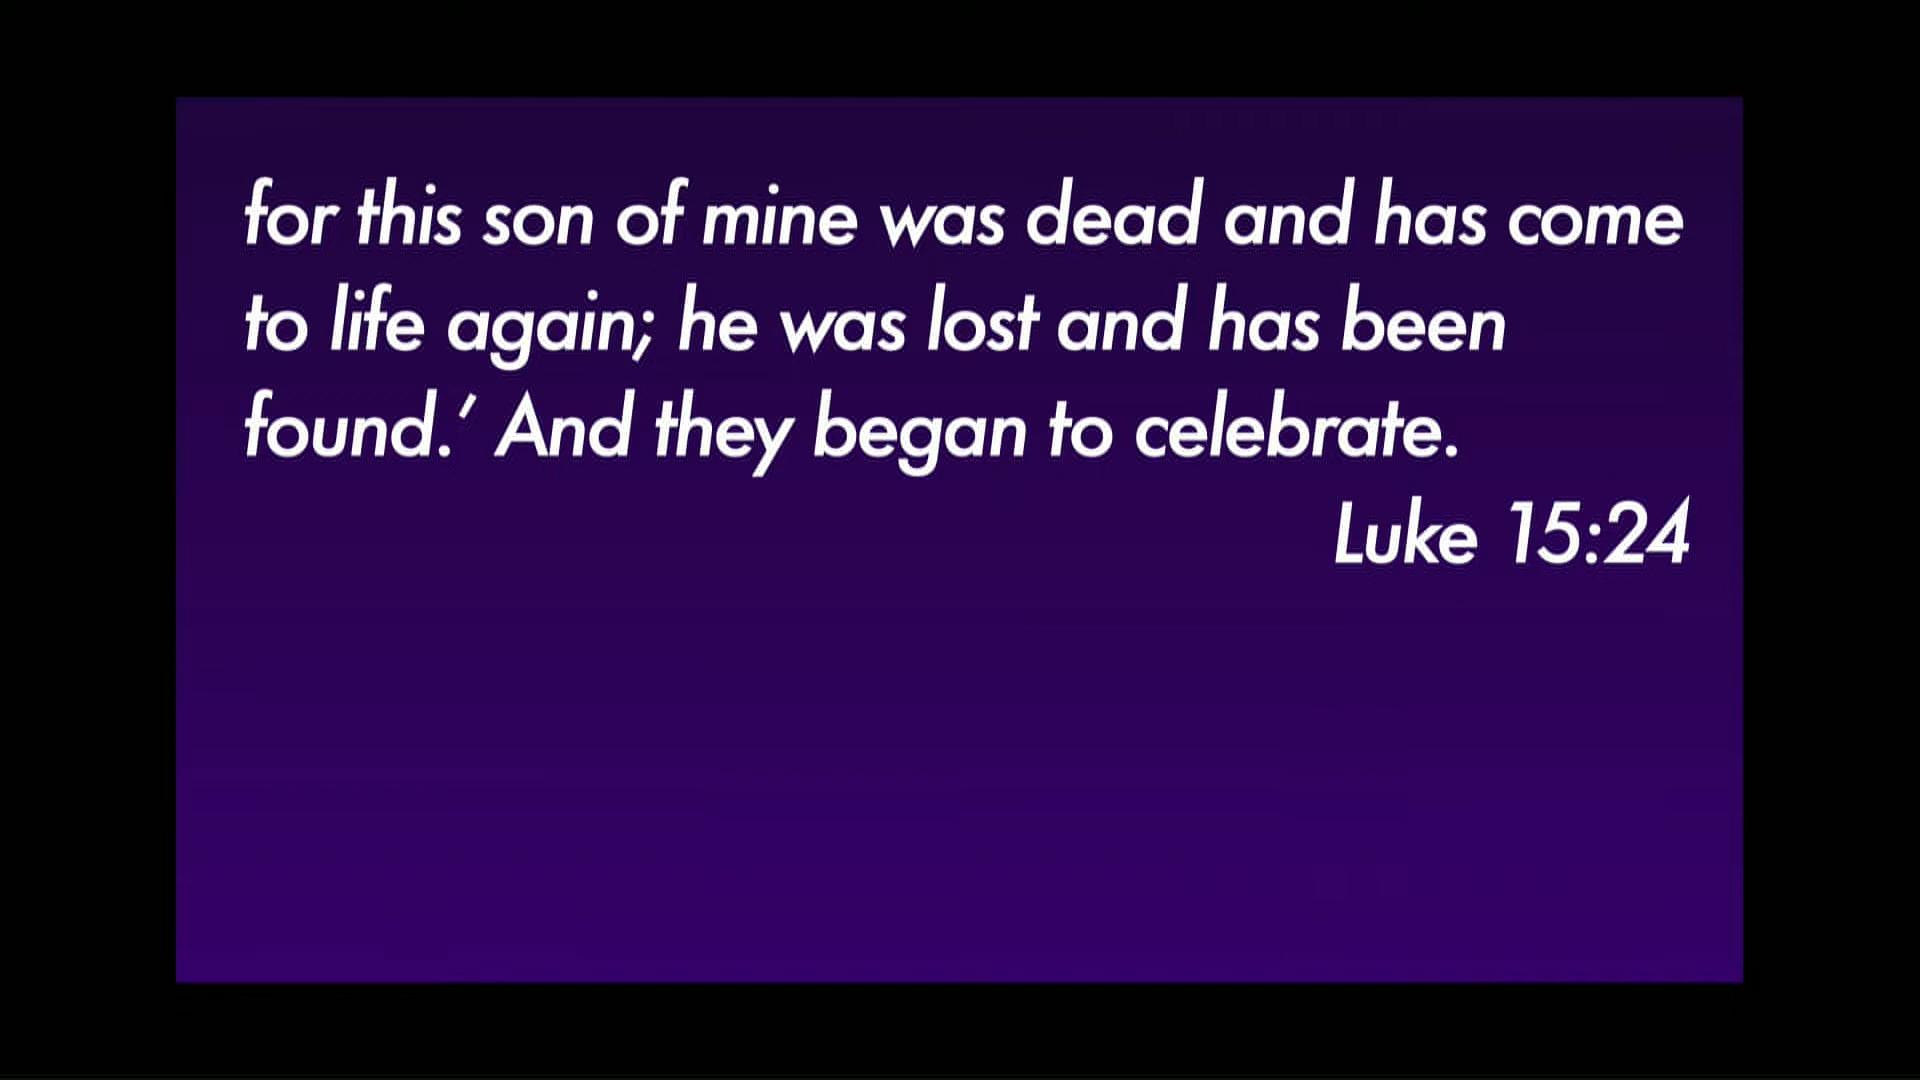 for this son of mine was dead and has come
to life again; he was lost and has been
found.’ And they began to celebrate.
Luke 15:24